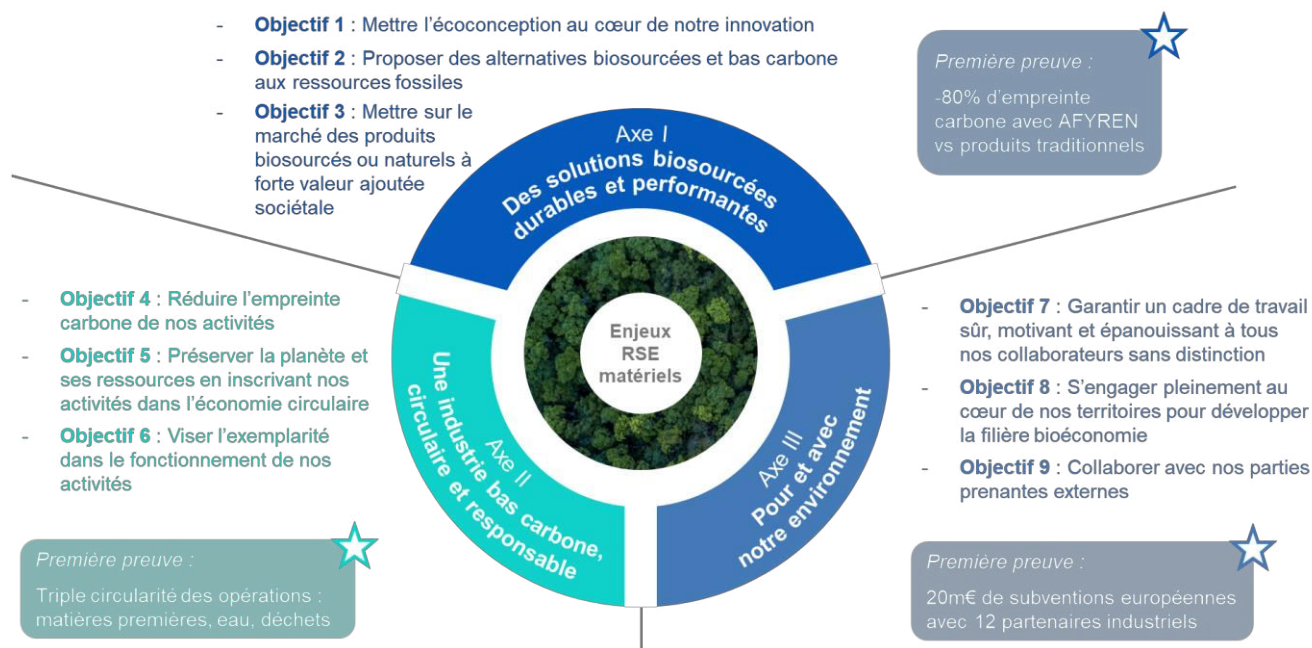 - Objectif 1 : Mettre l’écoconception au cœur de notre innovation
- Objectif 2 : Proposer des alternatives biosourcées et bas carbone
aux ressources fossiles
- Objectif 3 : Mettre sur le
marché des produits
biosourcés ou naturels à
forte valeur ajoutée
sociétale
Première preuve :
-80% d’empreinte
carbone avec AFYREN
vs produits traditionnels
Axe I
Des solutions biosourcées
durables et performantes
Enjeux
RSE
matériels
- Objectif 4 : Réduire l’empreinte
carbone de nos activités
- Objectif 5 : Préserver la planète et
ses ressources en inscrivant nos
activités dans l’économie circulaire
- Objectif 6 : Viser l’exemplarité
dans le fonctionnement de nos
activités
Axe II
Une industrie bas carbone,
circulaire et responsable
Première preuve :
Triple circularité des opérations :
matières premières, eau, déchets
Axe III
Pour et avec
notre environnement
- Objectif 7 : Garantir un cadre de travail
sûr, motivant et épanouissant à tous
nos collaborateurs sans distinction
- Objectif 8 : S’engager pleinement au
cœur de nos territoires pour développer
la filière bioéconomie
- Objectif 9 : Collaborer avec nos parties
prenantes externes
Première preuve :
20m€ de subventions européennes
avec 12 partenaires industriels